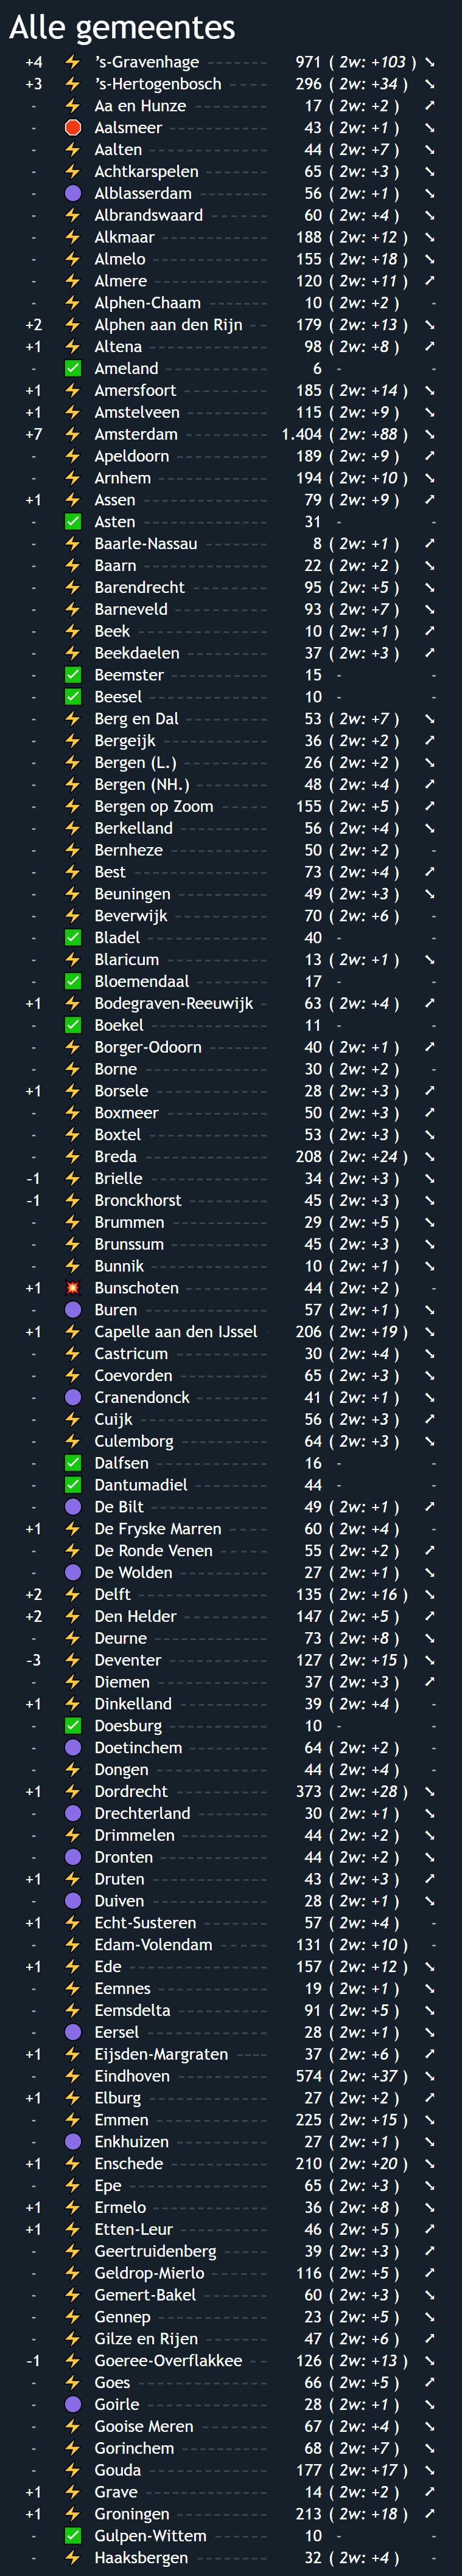 Alle gemeentes
+4 's-Gravenhage 971 ( 2w: +103 ) ➘
+3 's-Hertogenbosch 296 ( 2w: +34 ) ➘
- Aa en Hunze 17 ( 2w: +2 ) ➚
- Aalsmeer 43 ( 2w: +1 ) ➘
- Aalten 44 ( 2w: +7 ) ➘
- Achtkarspelen 65 ( 2w: +3 ) ➘
- Alblasserdam 56 ( 2w: +1 ) ➘
- Albrandswaard 60 ( 2w: +4 ) ➘
- Alkmaar 188 ( 2w: +12 ) ➘
- Almelo 155 ( 2w: +18 ) ➘
- Almere 120 ( 2w: +11 ) ➚
- Alphen-Chaam 10 ( 2w: +2 ) -
+2 Alphen aan den Rijn 179 ( 2w: +13 ) ➘
+1 Altena 98 ( 2w: +8 ) ➚
- Ameland 6 - -
+1 Amersfoort 185 ( 2w: +14 ) ➘
+1 Amstelveen 115 ( 2w: +9 ) ➘
+7 Amsterdam 1.404 ( 2w: +88 ) ➘
- Apeldoorn 189 ( 2w: +9 ) ➚
- Arnhem 194 ( 2w: +10 ) ➘
+1 Assen 79 ( 2w: +9 ) ➚
- Asten 31 - -
- Baarle-Nassau 8 ( 2w: +1 ) ➚
- Baarn 22 ( 2w: +2 ) ➘
- Barendrecht 95 ( 2w: +5 ) ➘
- Barneveld 93 ( 2w: +7 ) ➘
- Beek 10 ( 2w: +1 ) ➚
- Beekdaelen 37 ( 2w: +3 ) ➚
- Beemster 15 - -
- Beesel 10 - -
- Berg en Dal 53 ( 2w: +7 ) ➘
- Bergeijk 36 ( 2w: +2 ) ➚
- Bergen (L.) 26 ( 2w: +2 ) ➘
- Bergen (NH.) 48 ( 2w: +4 ) ➚
- Bergen op Zoom 155 ( 2w: +5 ) ➚
- Berkelland 56 ( 2w: +4 ) ➘
- Bernheze 50 ( 2w: +2 ) -
- Best 73 ( 2w: +4 ) ➚
- Beuningen 49 ( 2w: +3 ) ➘
- Beverwijk 70 ( 2w: +6 ) -
- Bladel 40 - -
- Blaricum 13 ( 2w: +1 ) ➘
- Bloemendaal 17 - -
+1 Bodegraven-Reeuwijk 63 ( 2w: +4 ) ➚
- Boekel 11 - -
- Borger-Odoorn 40 ( 2w: +1 ) ➚
- Borne 30 ( 2w: +2 ) -
+1 Borsele 28 ( 2w: +3 ) ➚
- Boxmeer 50 ( 2w: +3 ) ➚
- Boxtel 53 ( 2w: +3 ) ➘
- Breda 208 ( 2w: +24 ) ➘
-1 Brielle 34 ( 2w: +3 ) ➘
-1 Bronckhorst 45 ( 2w: +3 ) ➘
- Brummen 29 ( 2w: +5 ) ➘
- Brunssum 45 ( 2w: +3 ) ➘
- Bunnik 10 ( 2w: +1 ) ➘
+1 Bunschoten 44 ( 2w: +2 ) -
- Buren 57 ( 2w: +1 ) ➘
+1 Capelle aan den IJssel 206 ( 2w: +19 ) ➘
- Castricum 30 ( 2w: +4 ) ➘
- Coevorden 65 ( 2w: +3 ) ➘
- Cranendonck 41 ( 2w: +1 ) ➘
- Cuijk 56 ( 2w: +3 ) ➚
- Culemborg 64 ( 2w: +3 ) ➘
- Dalfsen 16 - -
- Dantumadiel 44 - -
- De Bilt 49 ( 2w: +1 ) ➚
+1 De Fryske Marren 60 ( 2w: +4 ) -
- De Ronde Venen 55 ( 2w: +2 ) ➚
- De Wolden 27 ( 2w: +1 ) ➘
+2 Delft 135 ( 2w: +16 ) ➘
+2 Den Helder 147 ( 2w: +5 ) ➚
- Deurne 73 ( 2w: +8 ) ➘
-3 Deventer 127 ( 2w: +15 ) ➘
- Diemen 37 ( 2w: +3 ) ➚
+1 Dinkelland 39 ( 2w: +4 ) -
- Doesburg 10 - -
- Doetinchem 64 ( 2w: +2 ) -
- Dongen 44 ( 2w: +4 ) -
+1 Dordrecht 373 ( 2w: +28 ) ➘
- Drechterland 30 ( 2w: +1 ) ➘
- Drimmelen 44 ( 2w: +2 ) ➘
- Dronten 44 ( 2w: +2 ) ➘
+1 Druten 43 ( 2w: +3 ) ➚
- Duiven 28 ( 2w: +1 ) ➘
+1 Echt-Susteren 57 ( 2w: +4 ) -
- Edam-Volendam 131 ( 2w: +10 ) -
+1 Ede 157 ( 2w: +12 ) ➘
- Eemnes 19 ( 2w: +1 ) ➘
- Eemsdelta 91 ( 2w: +5 ) ➘
- Eersel 28 ( 2w: +1 ) ➘
+1 Eijsden-Margraten 37 ( 2w: +6 ) ➚
- Eindhoven 574 ( 2w: +37 ) ➘
+1 Elburg 27 ( 2w: +2 ) ➚
- Emmen 225 ( 2w: +15 ) ➘
- Enkhuizen 27 ( 2w: +1 ) ➘
+1 Enschede 210 ( 2w: +20 ) ➘
- Epe 65 ( 2w: +3 ) ➘
+1 Ermelo 36 ( 2w: +8 ) ➘
+1 Etten-Leur 46 ( 2w: +5 ) ➚
- Geertruidenberg 39 ( 2w: +3 ) ➚
- Geldrop-Mierlo 116 ( 2w: +5 ) ➚
- Gemert-Bakel 60 ( 2w: +3 ) ➘
- Gennep 23 ( 2w: +5 ) ➘
- Gilze en Rijen 47 ( 2w: +6 ) ➚
-1 Goeree-Overflakkee 126 ( 2w: +13 ) ➘
- Goes 66 ( 2w: +5 ) ➚
- Goirle 28 ( 2w: +1 ) ➘
- Gooise Meren 67 ( 2w: +4 ) ➘
- Gorinchem 68 ( 2w: +7 ) ➘
- Gouda 177 ( 2w: +17 ) ➘
+1 Grave 14 ( 2w: +2 ) ➚
+1 Groningen 213 ( 2w: +18 ) ➚
- Gulpen-Wittem 10 - -
- Haaksbergen 32 ( 2w: +4 ) -